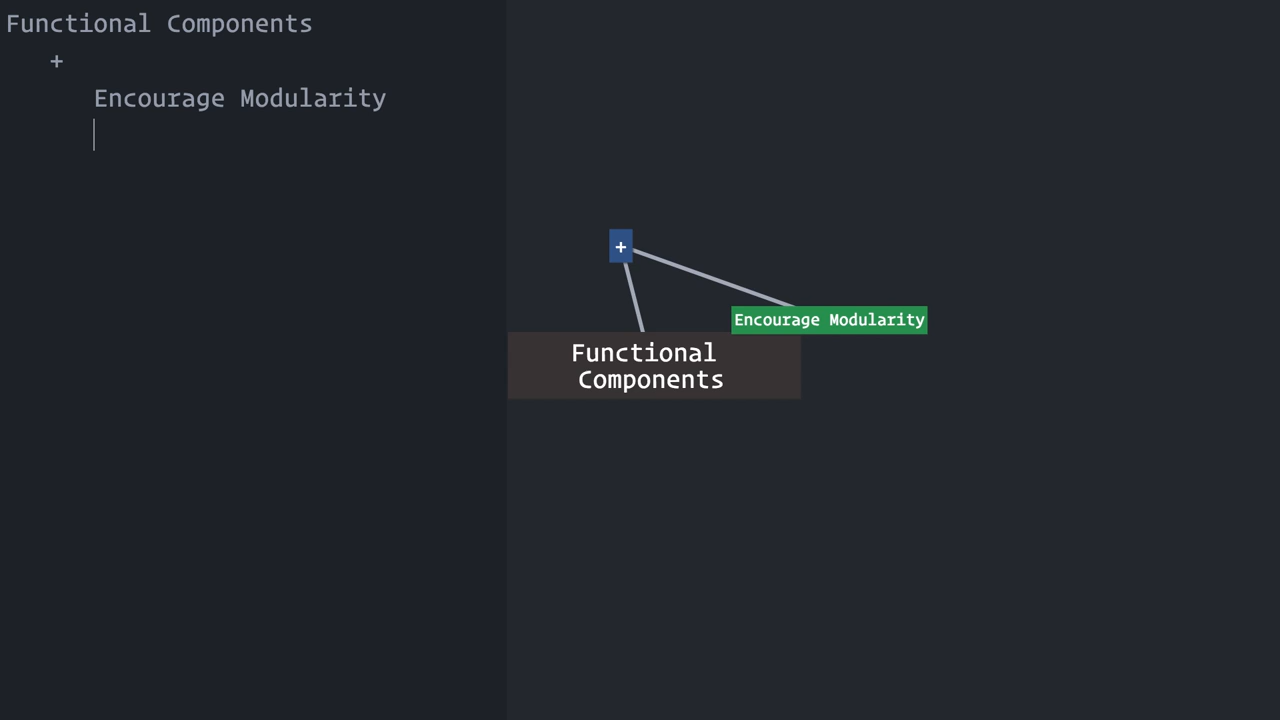 Functional Components
+
Encourage Modularity
+
Encourage Modularity
Functional
Components